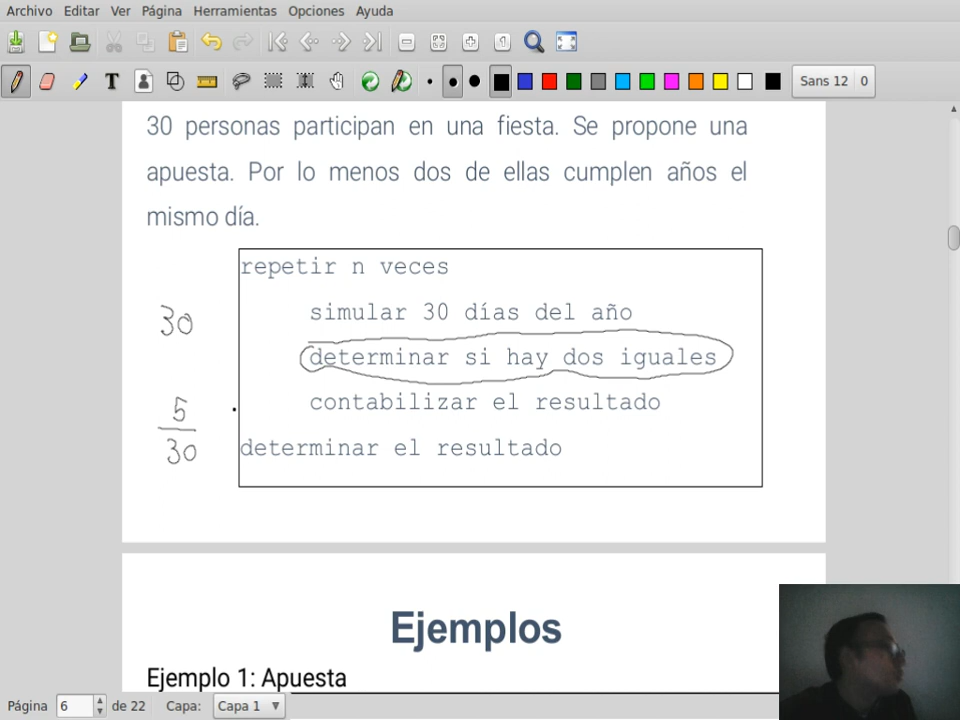 Archivo Editar Ver Página Herramientas Opciones Ayuda
T Sans 12 0
30 personas participan en una fiesta. Se propone una
apuesta. Por lo menos dos de ellas cumplen años el
mismo día.
repetir n veces
simular 30 días del año
30
determinar si hay dos iguales
contabilizar el resultado
5
30
determinar el resultado
Ejemplos
Ejemplo 1: Apuesta
Página 6 de 22 Capa: Capa 1